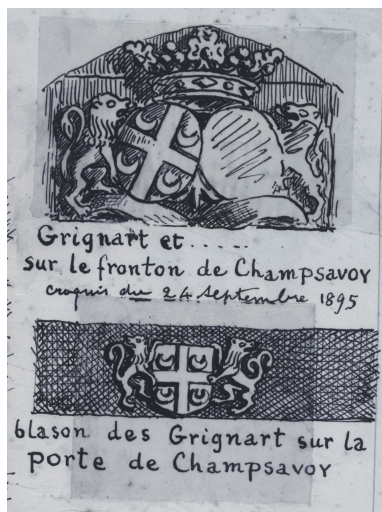 Grignart et .....
sur le fronton de Champsavoy
croquis du 24 Septembre 1895
blason des Grignart sur la
porte de Champsavoy